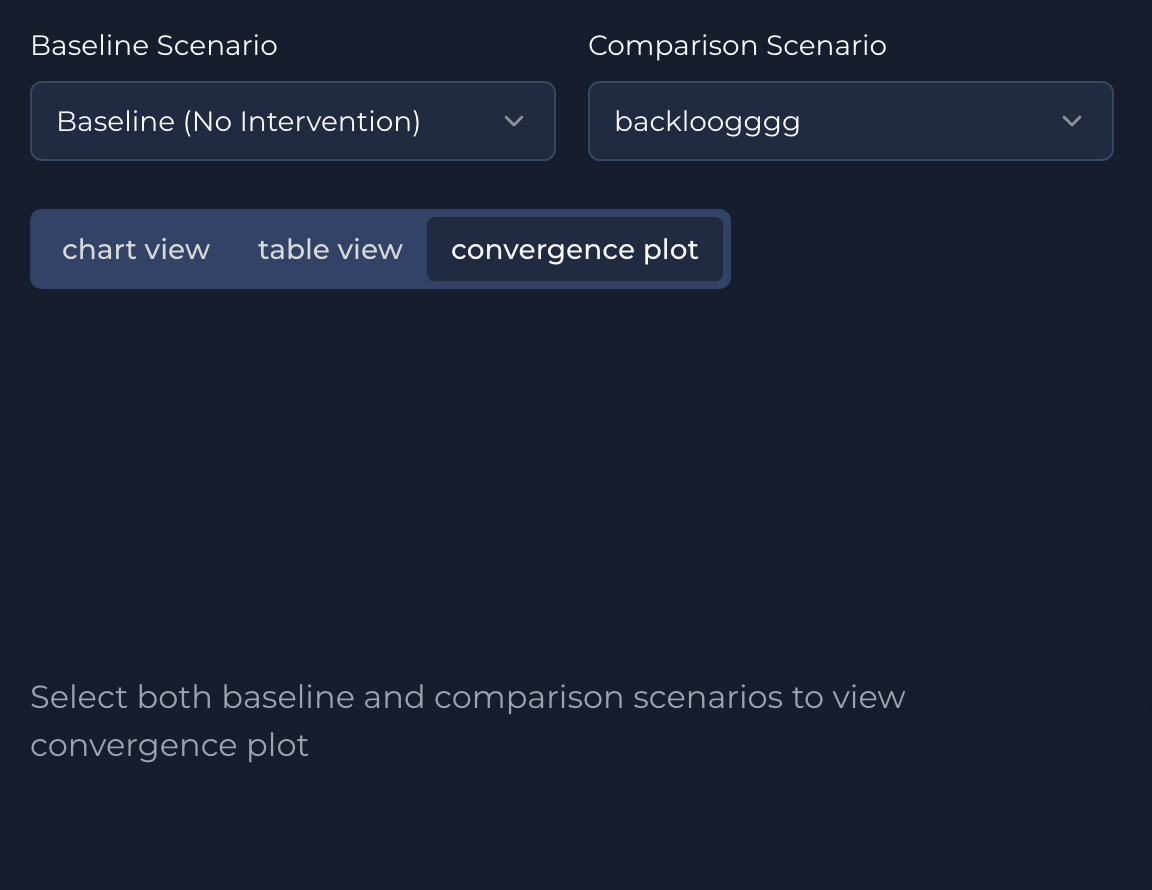 Baseline Scenario
Comparison Scenario
Baseline (No Intervention)
backloogggg
chart view
table view
convergence plot
Select both baseline and comparison scenarios to view
convergence plot